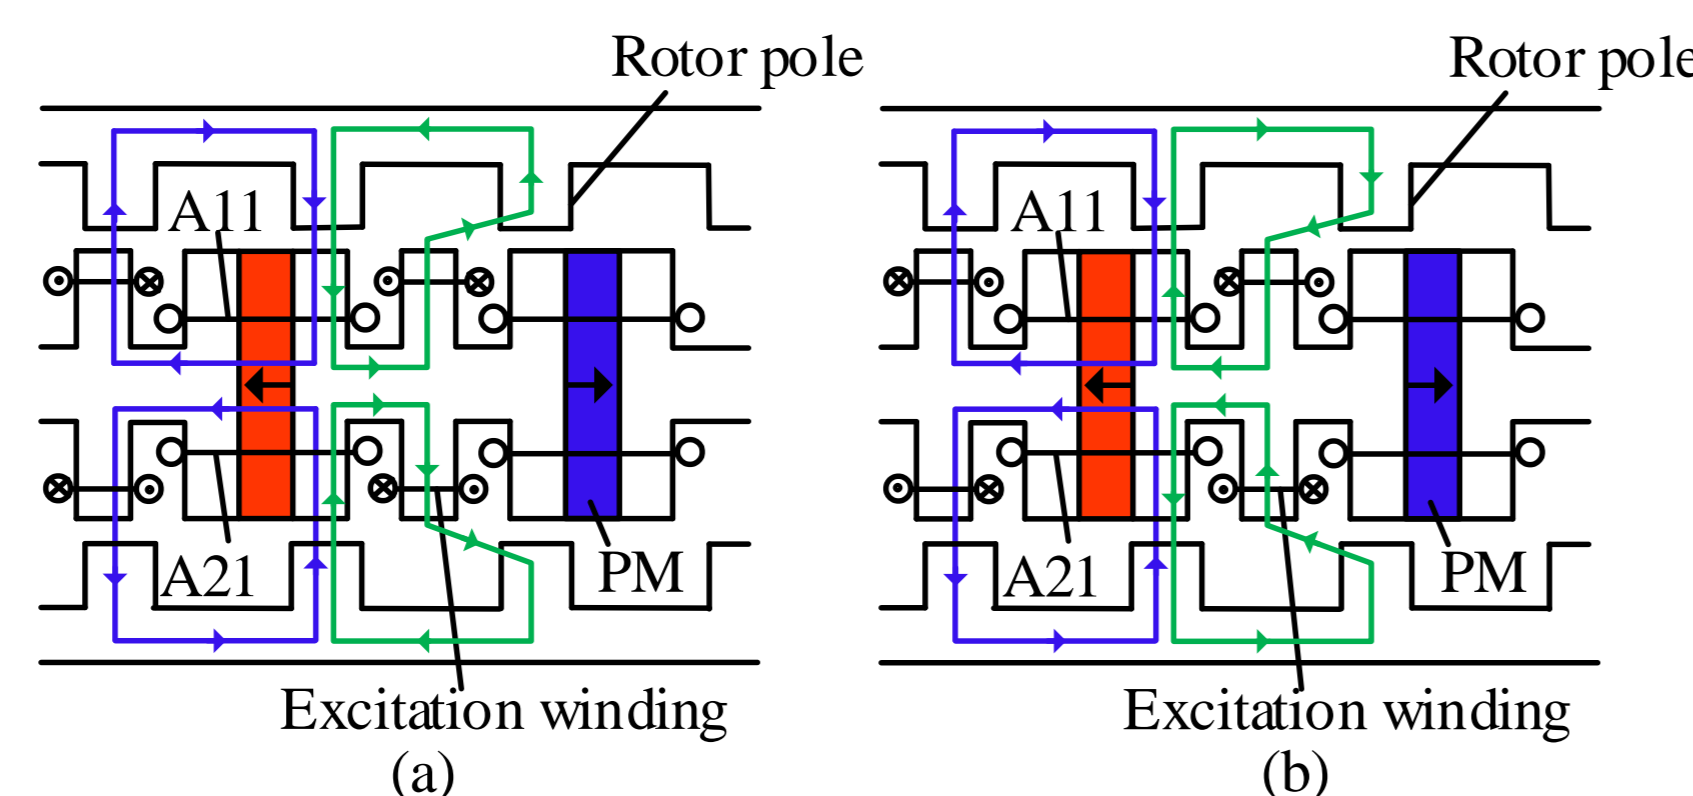 Rotor pole
A11
A21
PM
Excitation winding
(a)
Rotor pole
A11
A21
PM
Excitation winding
(b)